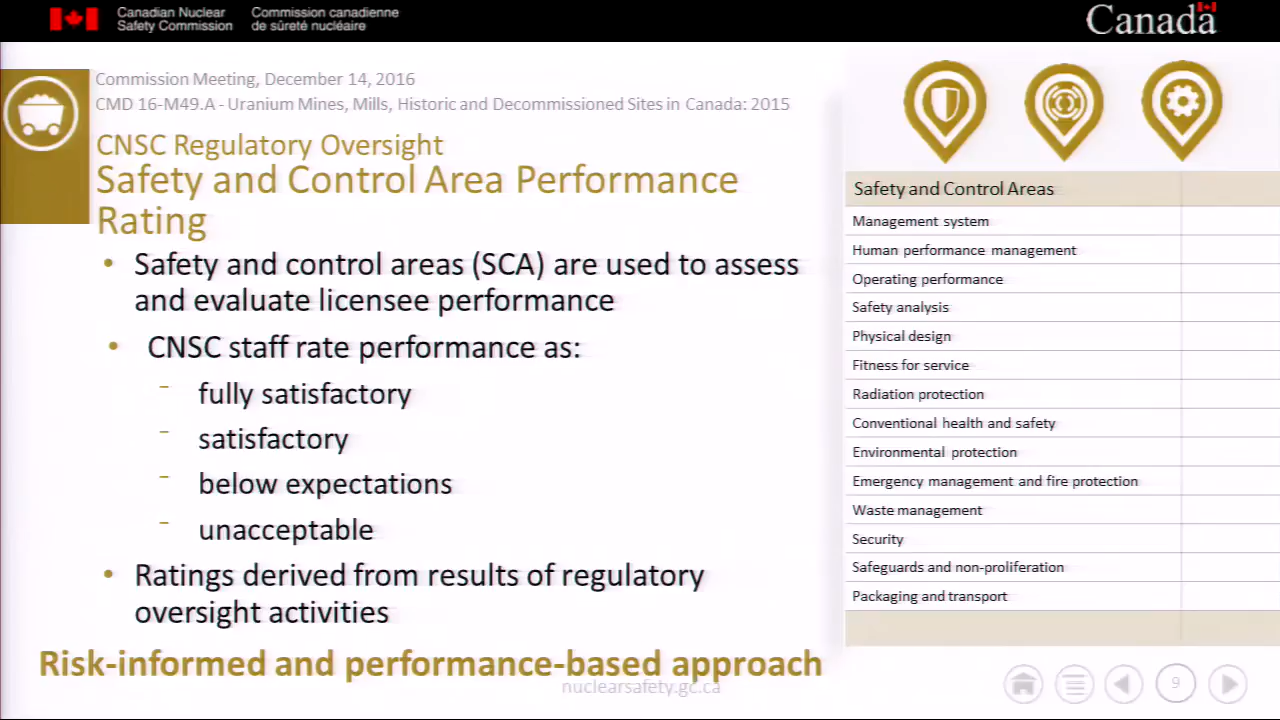 Canadian Nuclear
Safety Commission
Commission canadienne
de sûreté nucléaire
Canada
Commission Meeting, December 14, 2016
CMD 16-M49.A - Uranium Mines, Mills, Historic and Decommissioned Sites in Canada: 2015
CNSC Regulatory Oversight
Safety and Control Area Performance
Rating
• Safety and control areas (SCA) are used to assess
and evaluate licensee performance
• CNSC staff rate performance as:
– fully satisfactory
– satisfactory
– below expectations
– unacceptable
• Ratings derived from results of regulatory
oversight activities
Risk-informed and performance-based approach
nuclearsafety.gc.ca
Safety and Control Areas
Management system
Human performance management
Operating performance
Safety analysis
Physical design
Fitness for service
Radiation protection
Conventional health and safety
Environmental protection
Emergency management and fire protection
Waste management
Security
Safeguards and non-proliferation
Packaging and transport
9